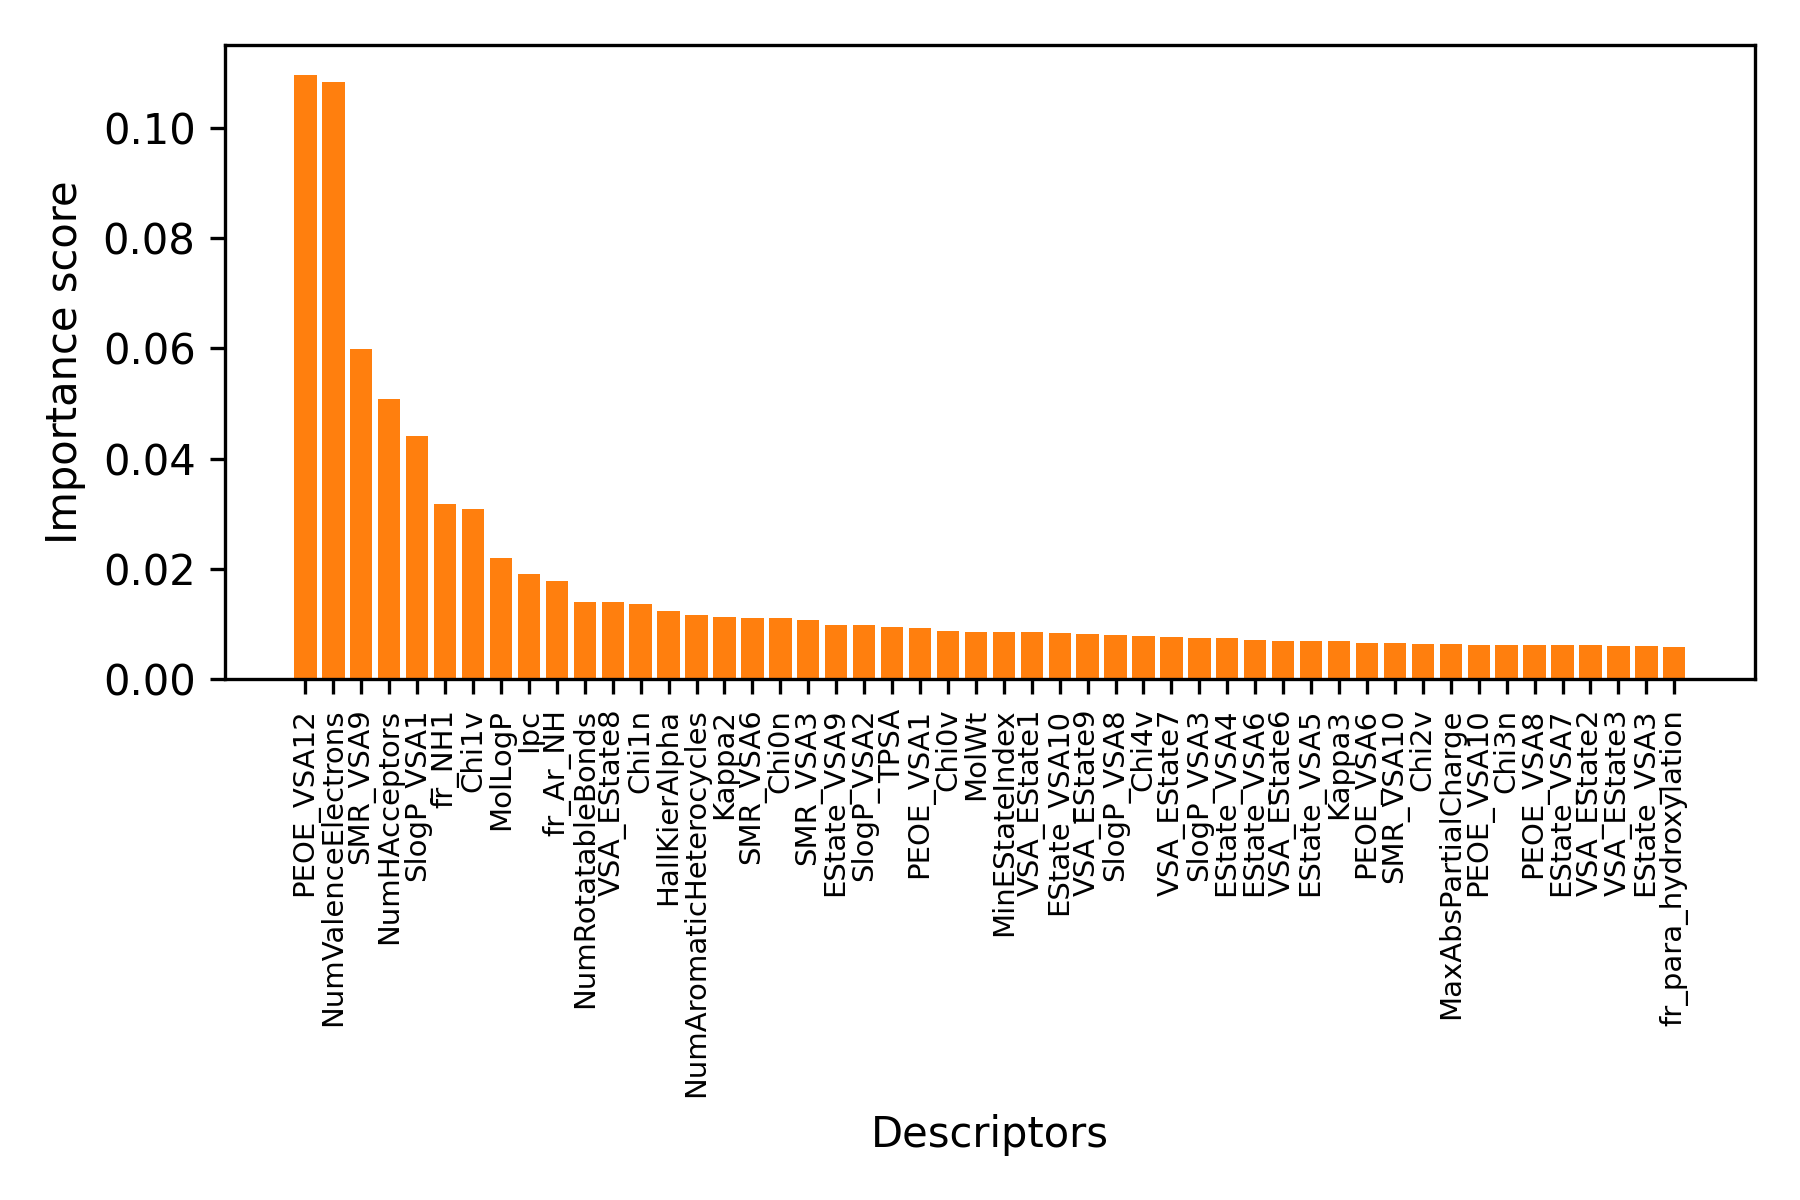 Importance score
0.10
0.08
0.06
0.04
0.02
0.00
PEOE_VSA12
NumValenceElectrons
SMR_VSA9
NumHAcceptors
SlogP_VSA1
fr_NH1
Chi1v
MolLogP
Ipc
fr_Ar_NH
NumRotatableBonds
VSA_EState8
Chi1n
HallKierAlpha
NumAromaticHeterocycles
Kappa2
SMR_VSA6
Chi0n
SMR_VSA3
EState_VSA9
SlogP_VSA2
TPSA
PEOE_VSA1
Chi0v
MolWt
MinEStateIndex
VSA_EState1
EState_VSA10
VSA_EState9
SlogP_VSA8
Chi4v
VSA_EState7
SlogP_VSA3
EState_VSA4
EState_VSA6
VSA_EState6
EState_VSA5
Kappa3
PEOE_VSA6
SMR_VSA10
Chi2v
MaxAbsPartialCharge
PEOE_VSA10
Chi3n
PEOE_VSA8
EState_VSA7
VSA_EState2
VSA_EState3
EState_VSA3
fr_para_hydroxylation
Descriptors